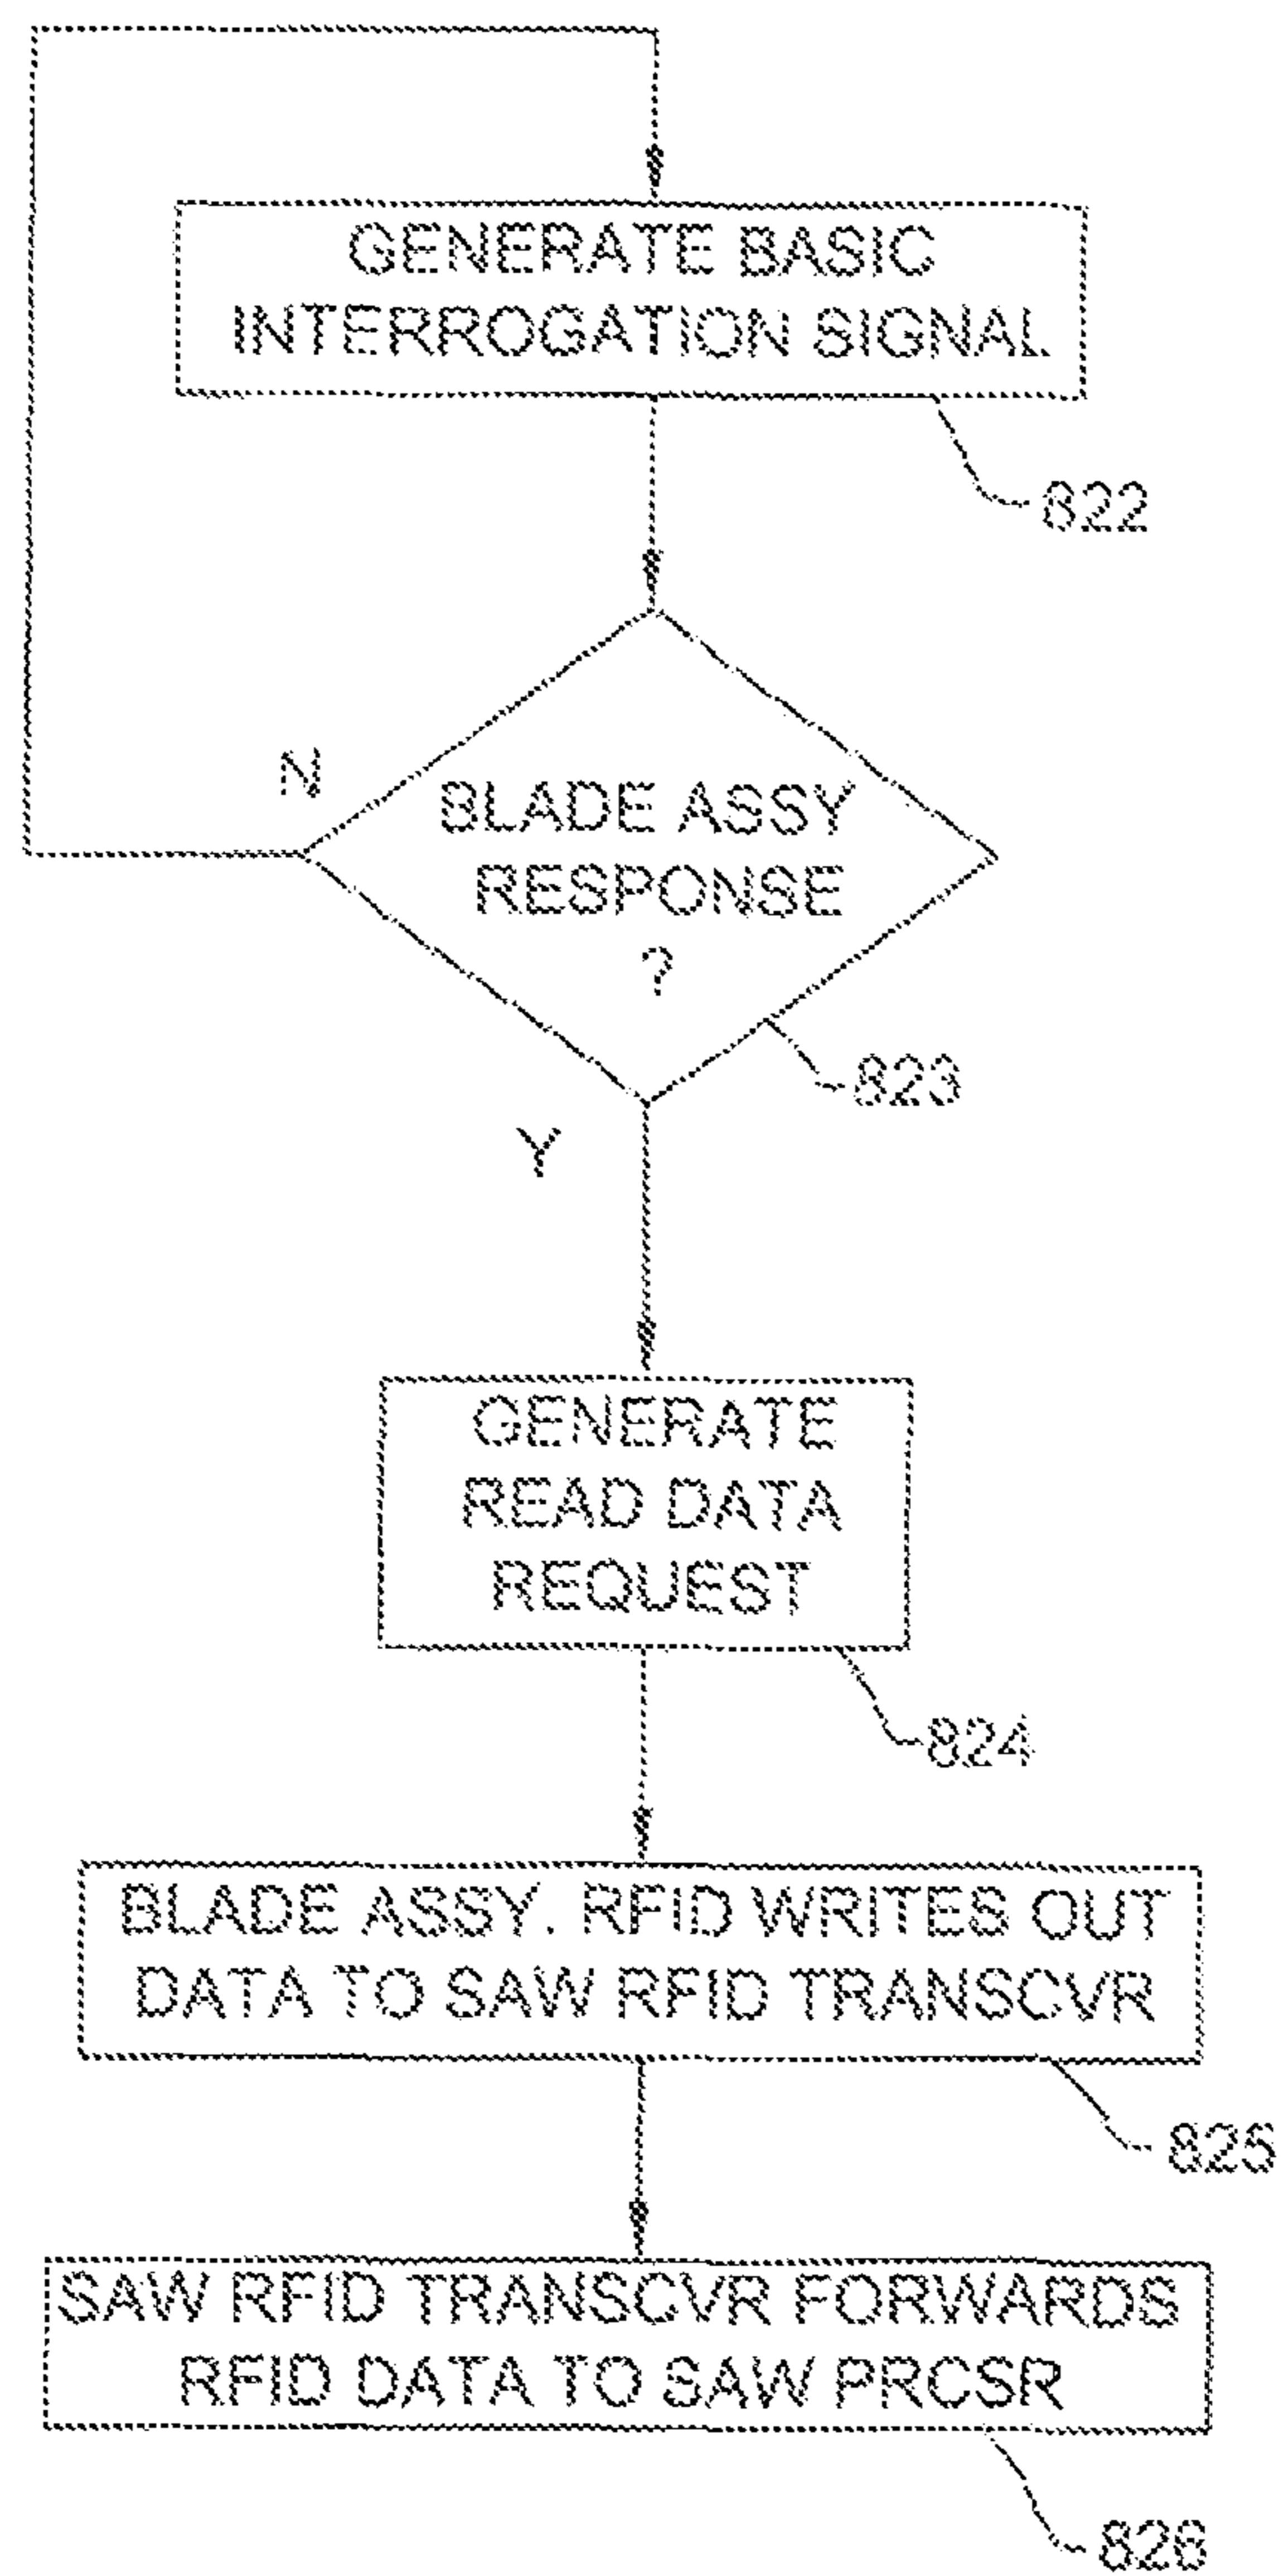 GENERATE BASIC
INTERROGATION SIGNAL
822
N
BLADE ASSY
RESPONSE
?
823
Y
GENERATE
READ DATA
REQUEST
824
BLADE ASSY. RFID WRITES OUT
DATA TO SAW RFID TRANSCVR
825
SAW RFID TRANSCVR FORWARDS
RFID DATA TO SAW PRCSR
826